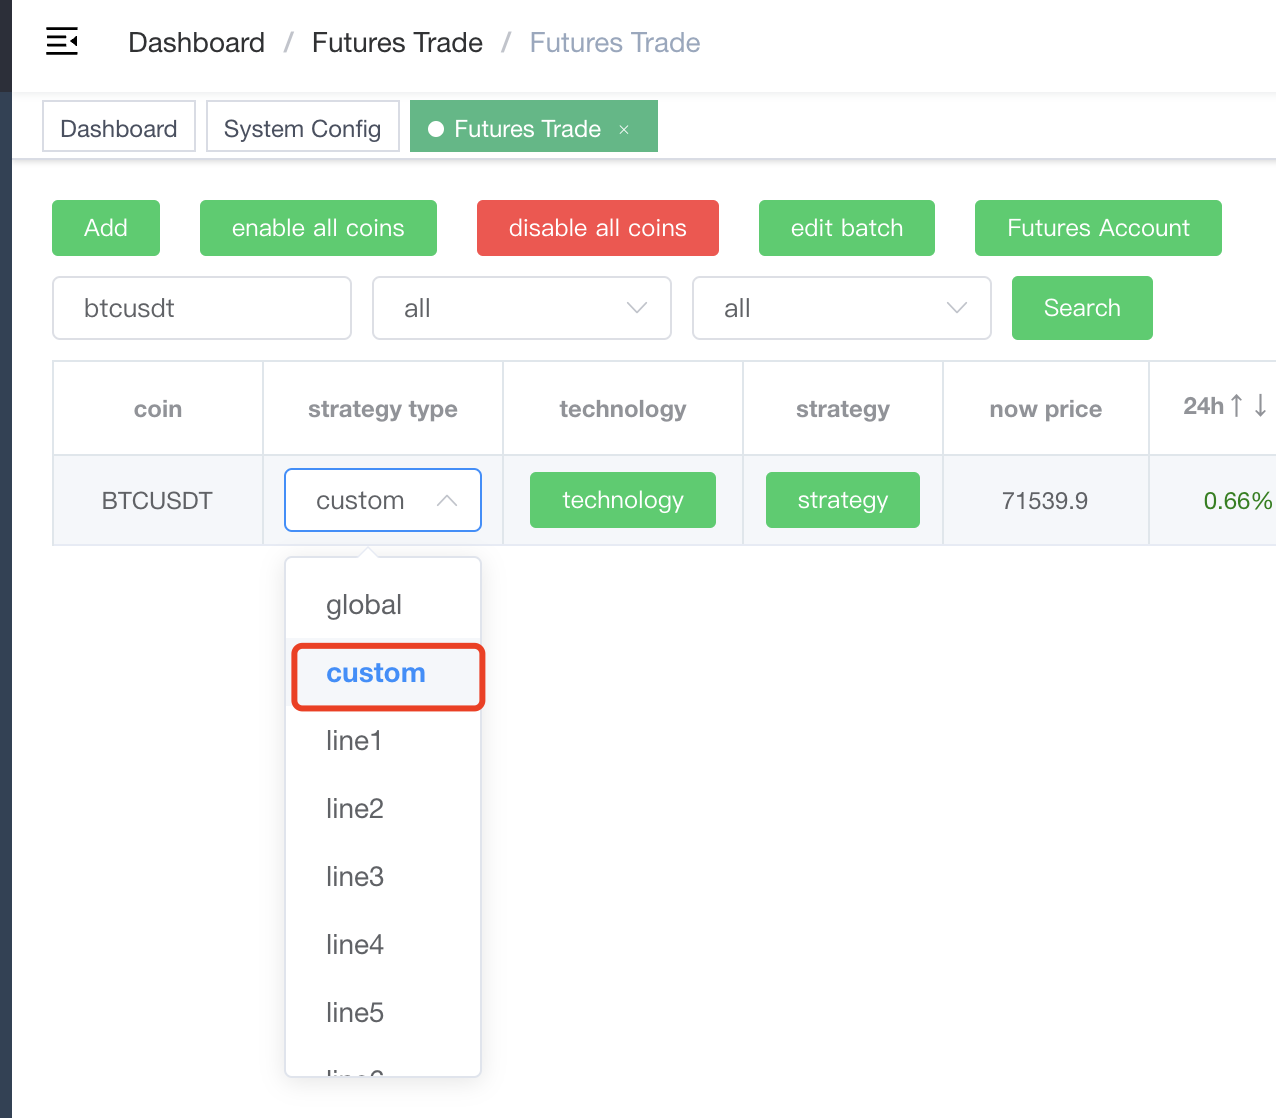 Dashboard / Futures Trade / Futures Trade
Dashboard System Config Futures Trade ×
Add enable all coins disable all coins edit batch Futures Account
btcusdt all all Search
coin strategy type technology strategy now price 24h↑ ↓
BTCUSDT custom technology strategy 71539.9 0.66%
global
custom
line1
line2
line3
line4
line5